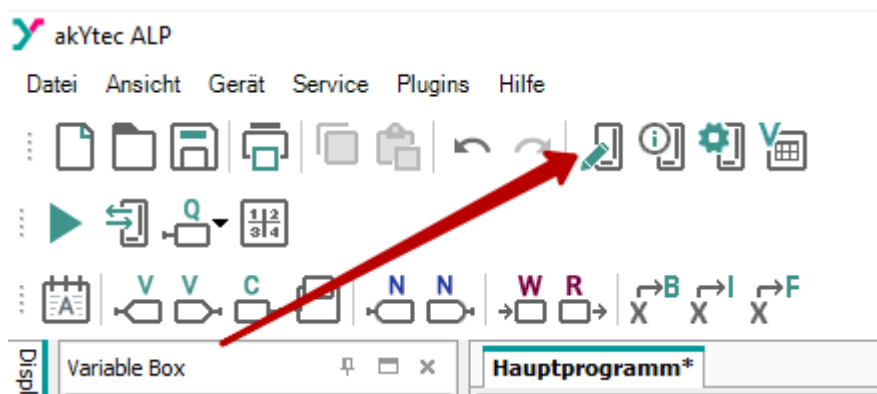 akYtec ALP
Datei Ansicht Gerät Service Plugins Hilfe
i V
Q 1 2 3 4
A V V C N N W R X B X I X F
Displ
Variable Box
Hauptprogramm*